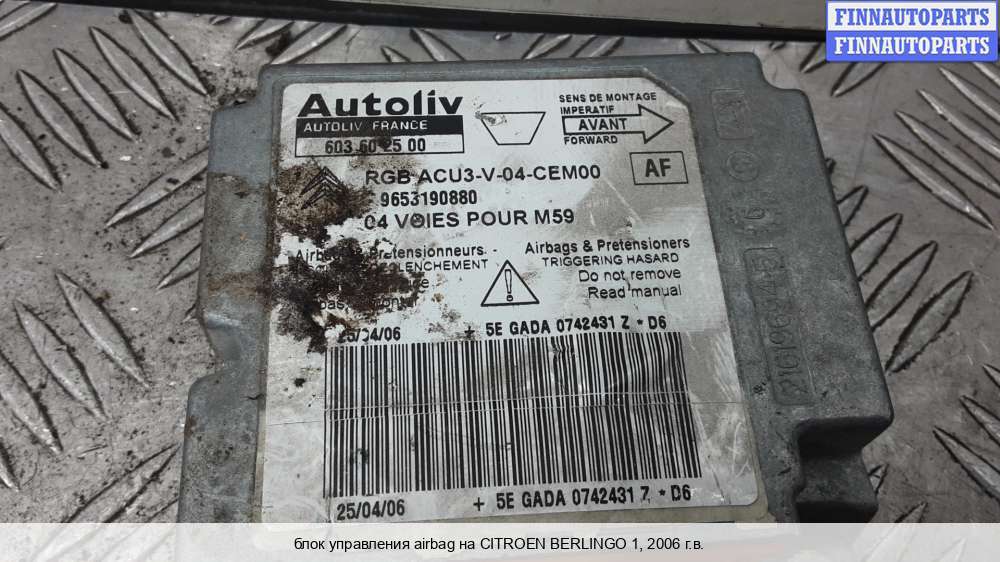 FINNAUTOPARTS
FINNAUTOPARTS
Autoliv
AUTOLIV FRANCE
603 60 25 00
SENS DE MONTAGE
IMPERATIF
AVANT
FORWARD
RGB ACU3-V-04-CEM00
AF
9653190880
04 VOIES POUR M59
Airbags & Pretensionneurs
Airbags & Pretensioners
TRIGGERING HASARD
Do not remove
Read manual
25/04/06 + 5E GADA 0742431 Z * D6
25/04/06 + 5E GADA 0742431 Z * D6
блок управления airbag на CITROEN BERLINGO 1, 2006 г.в.